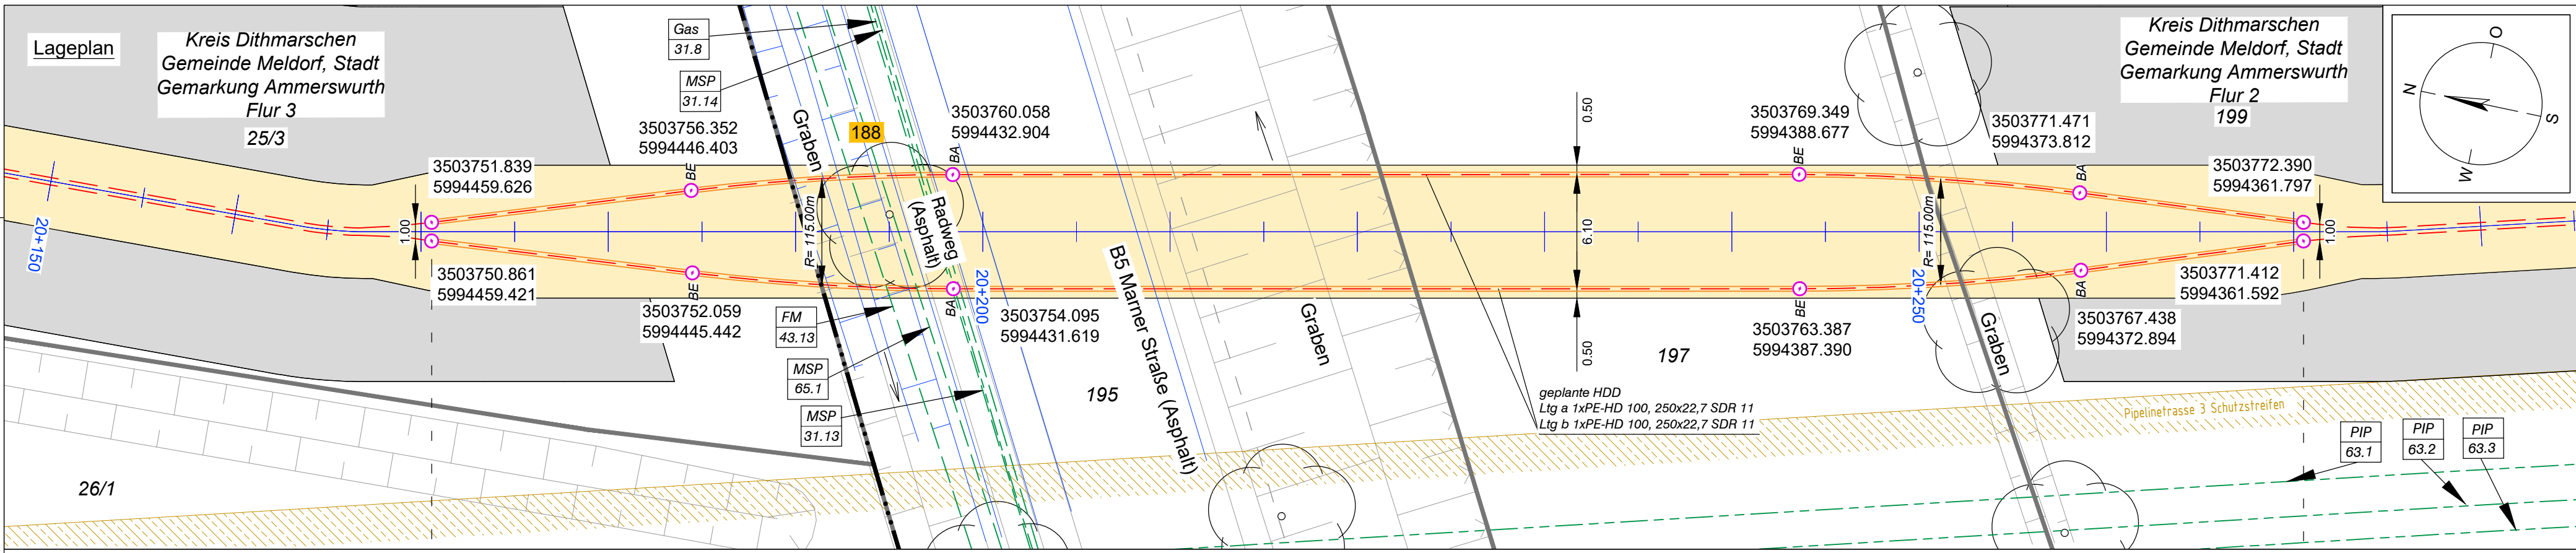 Lageplan
Kreis Dithmarschen
Gemeinde Meldorf, Stadt
Gemarkung Ammerswurth
Flur 3
25/3
20+150
26/1
3503751.839
5994459.626
1.00
3503750.861
5994459.421
3503756.352
5994446.403
BE
BE
3503752.059
5994445.442
Gas
31.8
MSP
31.14
Graben
188
R= 115.00m
FM
43.13
MSP
65.1
MSP
31.13
Radweg
(Asphalt)
3503760.058
5994432.904
BA
BA
20+200
3503754.095
5994431.619
195
B5 Marner Straße (Asphalt)
Graben
0.50
6.10
0.50
geplante HDD
Ltg a 1xPE-HD 100, 250x22,7 SDR 11
Ltg b 1xPE-HD 100, 250x22,7 SDR 11
197
3503769.349
5994388.677
BE
BE
3503763.387
5994387.390
R= 115.00m
20+250
Graben
3503771.471
5994373.812
BA
BA
3503767.438
5994372.894
3503772.390
5994361.797
1.00
3503771.412
5994361.592
Kreis Dithmarschen
Gemeinde Meldorf, Stadt
Gemarkung Ammerswurth
Flur 2
199
Pipelinetrasse 3 Schutzstreifen
PIP
63.1
PIP
63.2
PIP
63.3
N
O
S
W